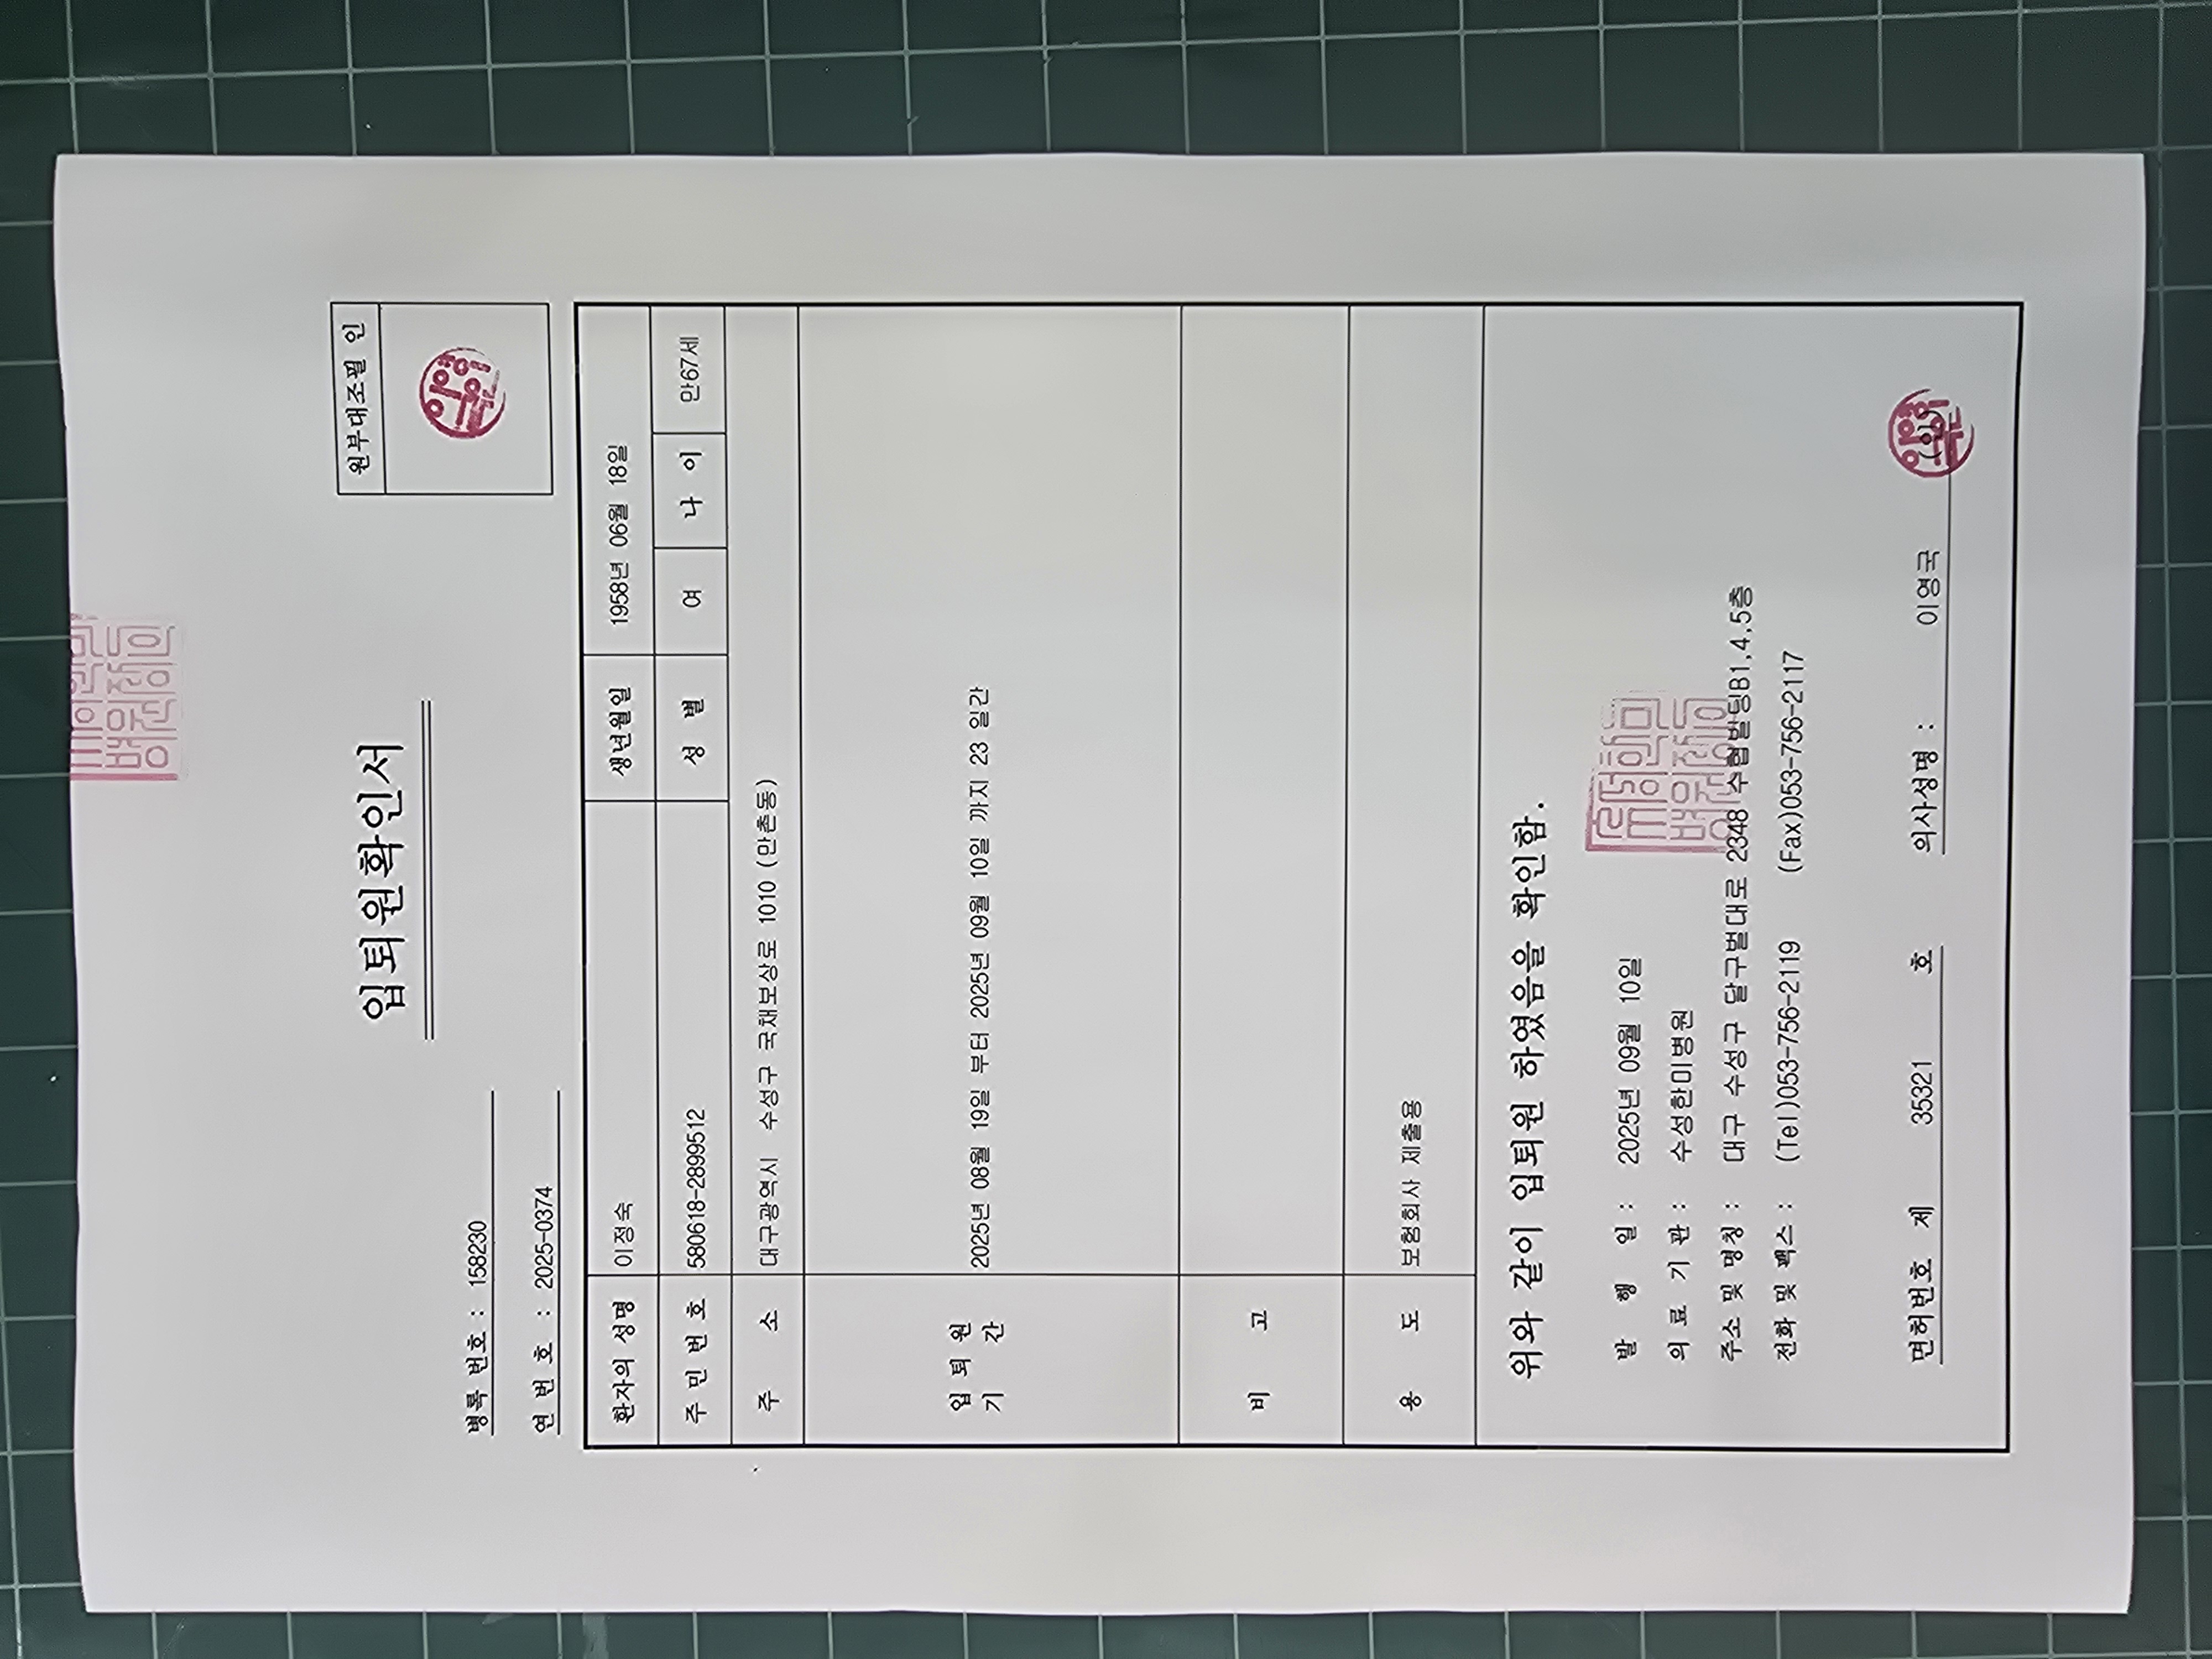 입퇴원확인서
원부대조필 인
병록 번호 : 158230
연 번 호 : 2025-0374
환자의 성명 이정숙 생년월일 1958년 06월 18일
주 민 번 호 580618-2899512 성 별 여 나 이 만67세
주 소 대구광역시 수성구 국채보상로 1010 (만촌동)
입 퇴 원
기 간
2025년 08월 19일 부터 2025년 09월 10일 까지 23 일간
비 고
용 도 보험회사 제출용
위와 같이 입퇴원 하였음을 확인함.
발 행 일 : 2025년 09월 10일
의 료 기 관 : 수성한미병원
주소 및 명칭 : 대구 수성구 달구벌대로 2348 수협빌딩B1,4,5층
전화 및 팩스 : (Tel)053-756-2119 (Fax)053-756-2117
면허번호 제 35321 호 의사성명 : 이영국 (인)